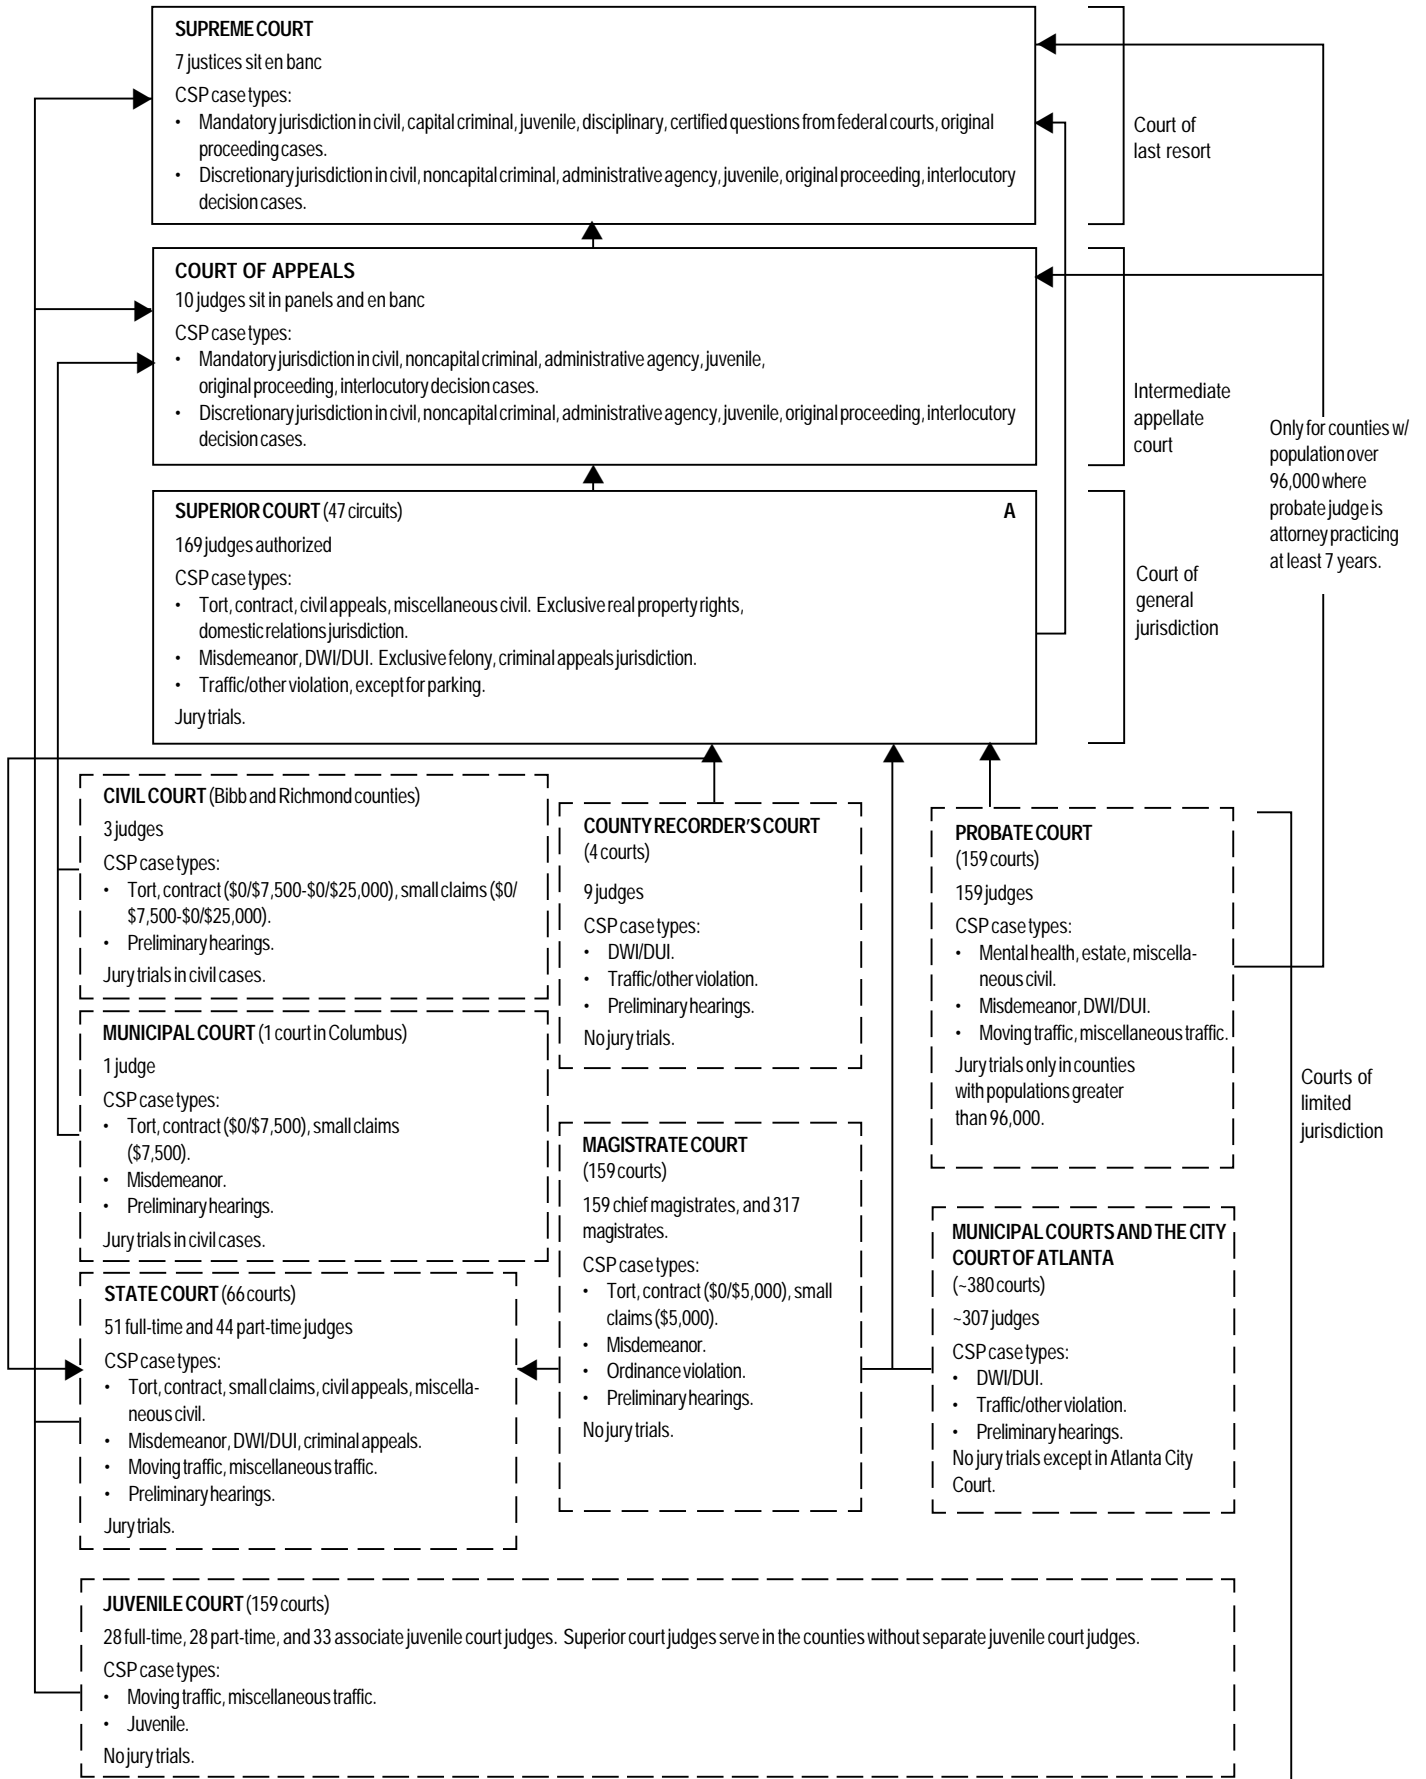 SUPREME COURT
7 justices sit en banc
CSP case types:
• Mandatory jurisdiction in civil, capital criminal, juvenile, disciplinary, certified questions from federal courts, original
proceeding cases.
• Discretionary jurisdiction in civil, noncapital criminal, administrative agency, juvenile, original proceeding, interlocutory
decision cases.
Court of
last resort
COURT OF APPEALS
10 judges sit in panels and en banc
CSP case types:
• Mandatory jurisdiction in civil, noncapital criminal, administrative agency, juvenile,
original proceeding, interlocutory decision cases.
• Discretionary jurisdiction in civil, noncapital criminal, administrative agency, juvenile, original proceeding, interlocutory
decision cases.
Intermediate
appellate
court
Only for counties w/
population over
96,000 where
probate judge is
attorney practicing
at least 7 years.
SUPERIOR COURT (47 circuits) A
169 judges authorized
CSP case types:
• Tort, contract, civil appeals, miscellaneous civil. Exclusive real property rights,
domestic relations jurisdiction.
• Misdemeanor, DWI/DUI. Exclusive felony, criminal appeals jurisdiction.
• Traffic/other violation, except for parking.
Jury trials.
Court of
general
jurisdiction
CIVIL COURT (Bibb and Richmond counties)
3 judges
CSP case types:
• Tort, contract ($0/$7,500-$0/$25,000), small claims ($0/
$7,500-$0/$25,000).
• Preliminary hearings.
Jury trials in civil cases.
COUNTY RECORDER'S COURT
(4 courts)
9 judges
CSP case types:
• DWI/DUI.
• Traffic/other violation.
• Preliminary hearings.
No jury trials.
PROBATE COURT
(159 courts)
159 judges
CSP case types:
• Mental health, estate, miscella-
neous civil.
• Misdemeanor, DWI/DUI.
• Moving traffic, miscellaneous traffic.
Jury trials only in counties
with populations greater
than 96,000.
Courts of
limited
jurisdiction
MUNICIPAL COURT (1 court in Columbus)
1 judge
CSP case types:
• Tort, contract ($0/$7,500), small claims
($7,500).
• Misdemeanor.
• Preliminary hearings.
Jury trials in civil cases.
MAGISTRATE COURT
(159 courts)
159 chief magistrates, and 317
magistrates.
CSP case types:
• Tort, contract ($0/$5,000), small
claims ($5,000).
• Misdemeanor.
• Ordinance violation.
• Preliminary hearings.
No jury trials.
MUNICIPAL COURTS AND THE CITY
COURT OF ATLANTA
(~380 courts)
~307 judges
CSP case types:
• DWI/DUI.
• Traffic/other violation.
• Preliminary hearings.
No jury trials except in Atlanta City
Court.
STATE COURT (66 courts)
51 full-time and 44 part-time judges
CSP case types:
• Tort, contract, small claims, civil appeals, miscella-
neous civil.
• Misdemeanor, DWI/DUI, criminal appeals.
• Moving traffic, miscellaneous traffic.
• Preliminary hearings.
Jury trials.
JUVENILE COURT (159 courts)
28 full-time, 28 part-time, and 33 associate juvenile court judges. Superior court judges serve in the counties without separate juvenile court judges.
CSP case types:
• Moving traffic, miscellaneous traffic.
• Juvenile.
No jury trials.